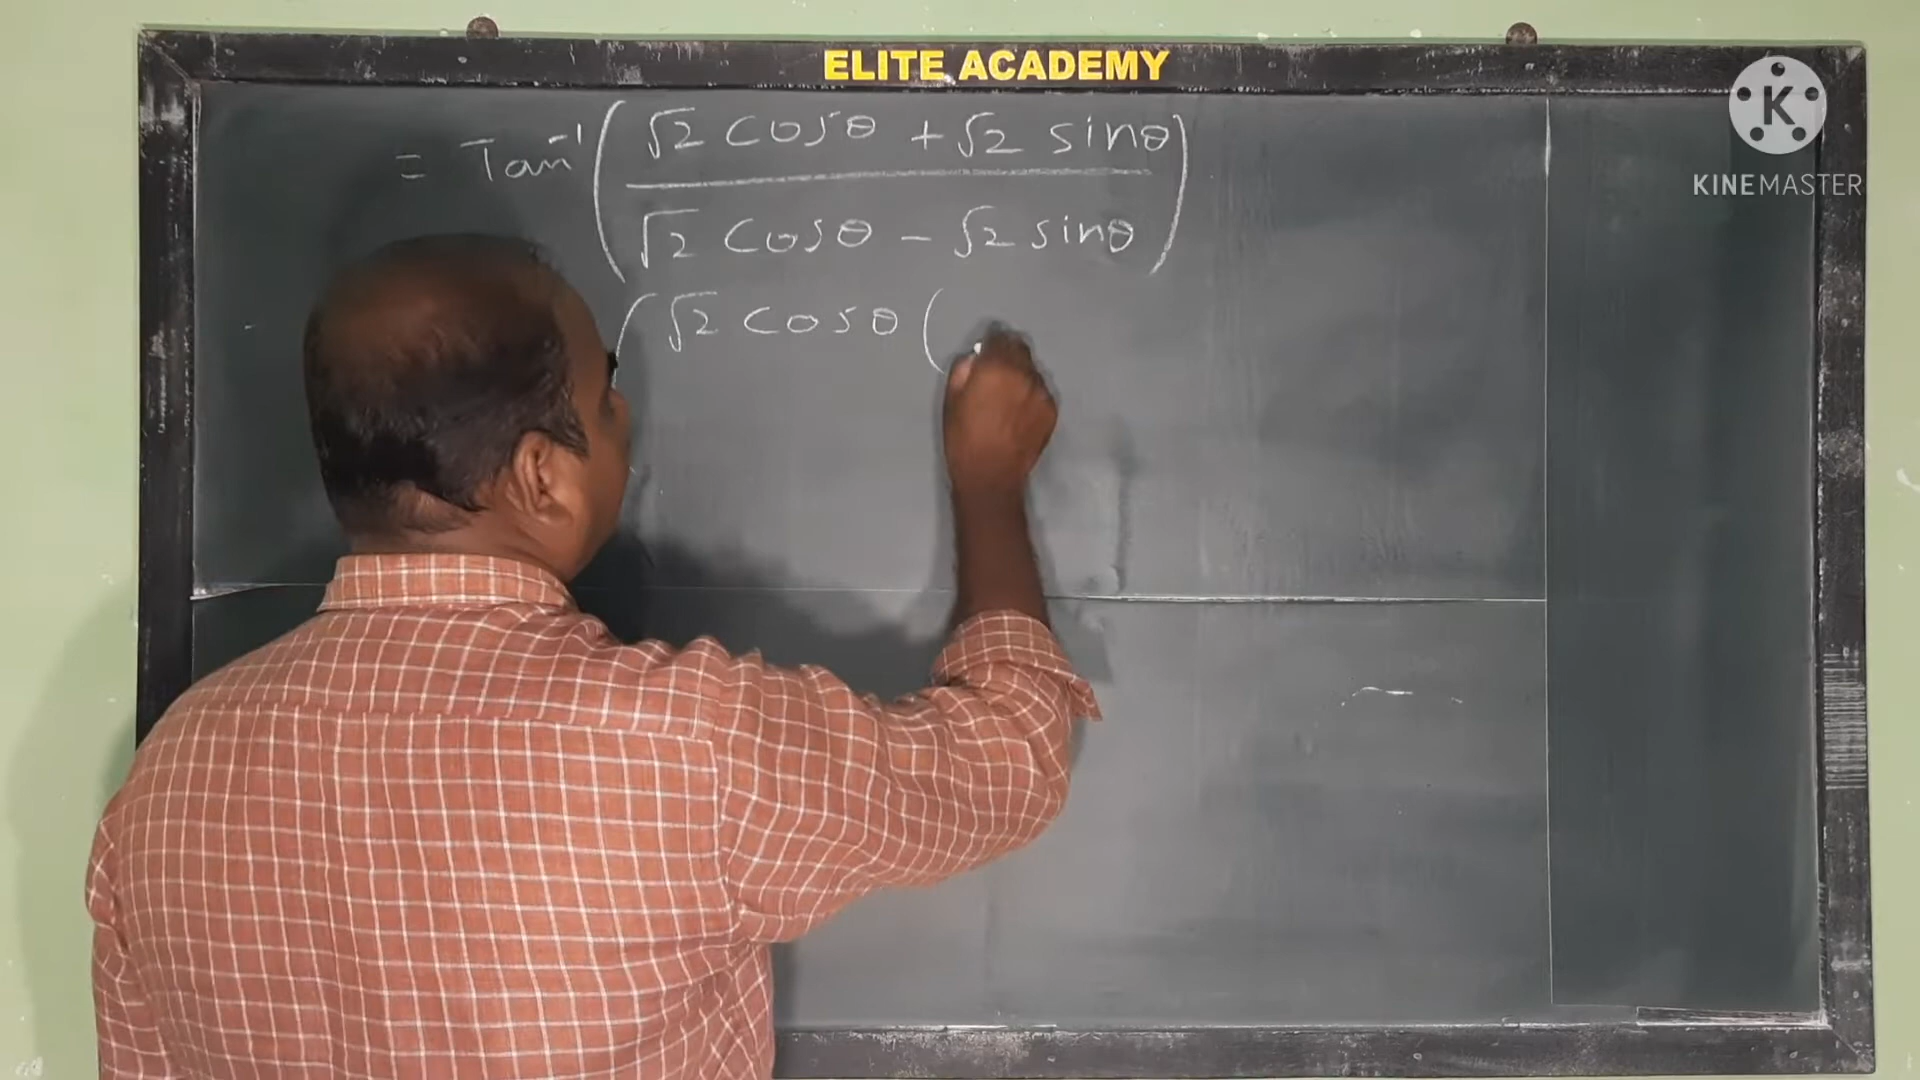 ELITE ACADEMY
KINEMASTER
= Tan⁻¹ ( √2 cosθ + √2 sinθ
√2 cosθ - √2 sinθ )
( √2 cosθ (